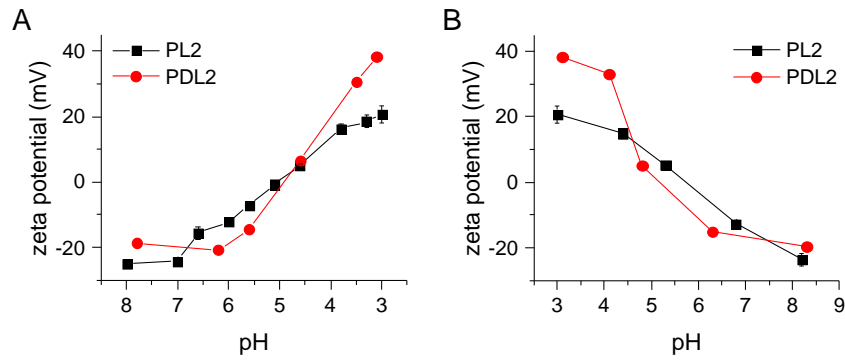 A
PL2
PDL2
zeta potential (mV)
40
20
0
-20
8 7 6 5 4 3
pH
B
PL2
PDL2
zeta potential (mV)
40
20
0
-20
3 4 5 6 7 8 9
pH